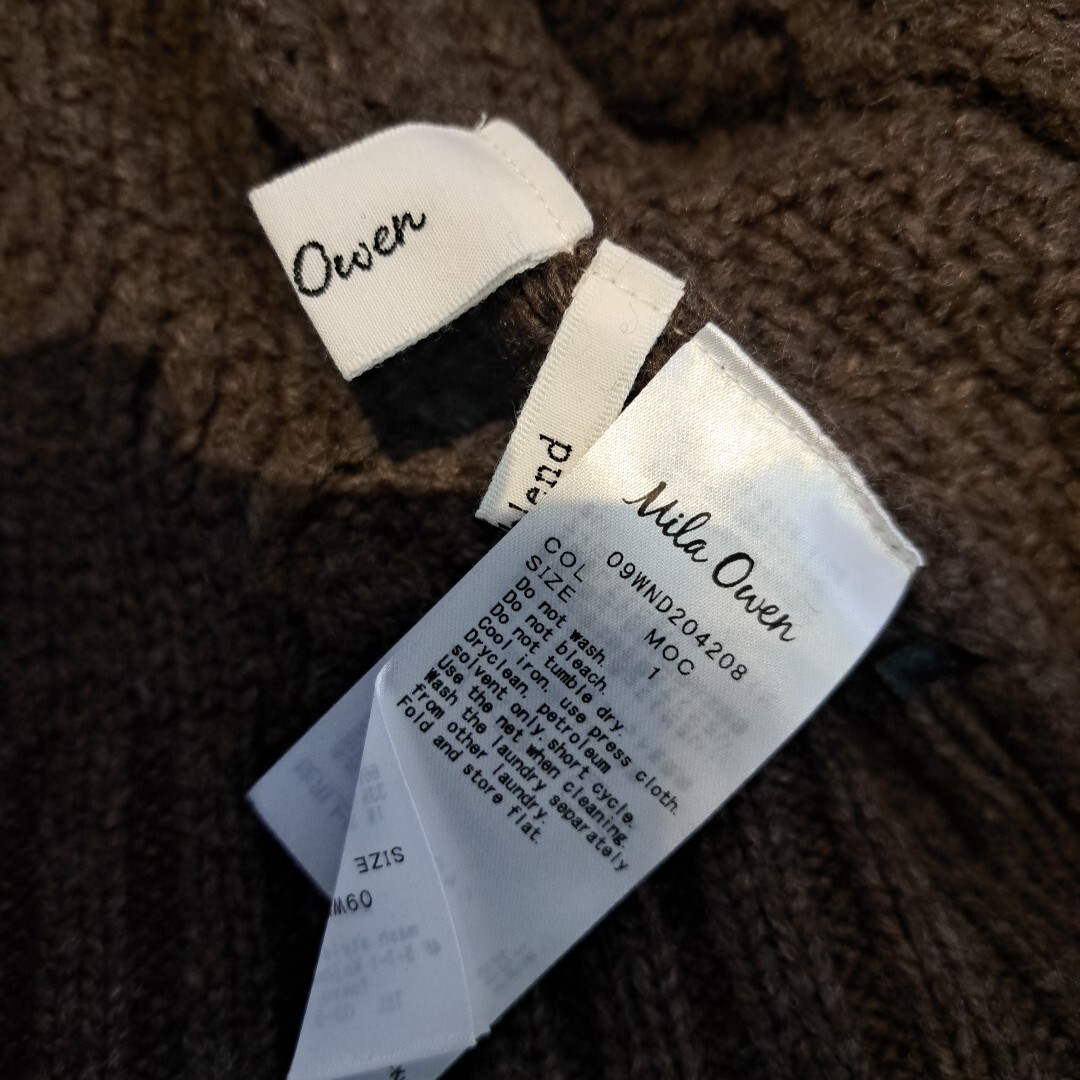 Owen
lend
Mila Owen
09WND204208
COL MOC
SIZE 1
Do not wash.
Do not bleach.
Do not tumble dry.
Cool iron, use press cloth.
Dryclean, petroleum
solvent only.short cycle.
Use the net when cleaning.
Wash the laundry separately
from other laundry.
Fold and store flat.
SIZE
09W